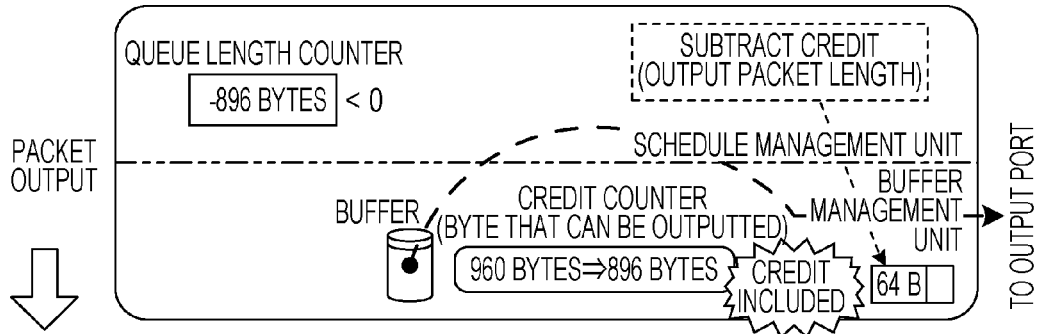 QUEUE LENGTH COUNTER
-896 BYTES < 0
SUBTRACT CREDIT
(OUTPUT PACKET LENGTH)
PACKET
OUTPUT
SCHEDULE MANAGEMENT UNIT
BUFFER
MANAGEMENT
UNIT
BUFFER
CREDIT COUNTER
(BYTE THAT CAN BE OUTPUTTED)
960 BYTES⇒896 BYTES
CREDIT
INCLUDED
64 B
TO OUTPUT PORT